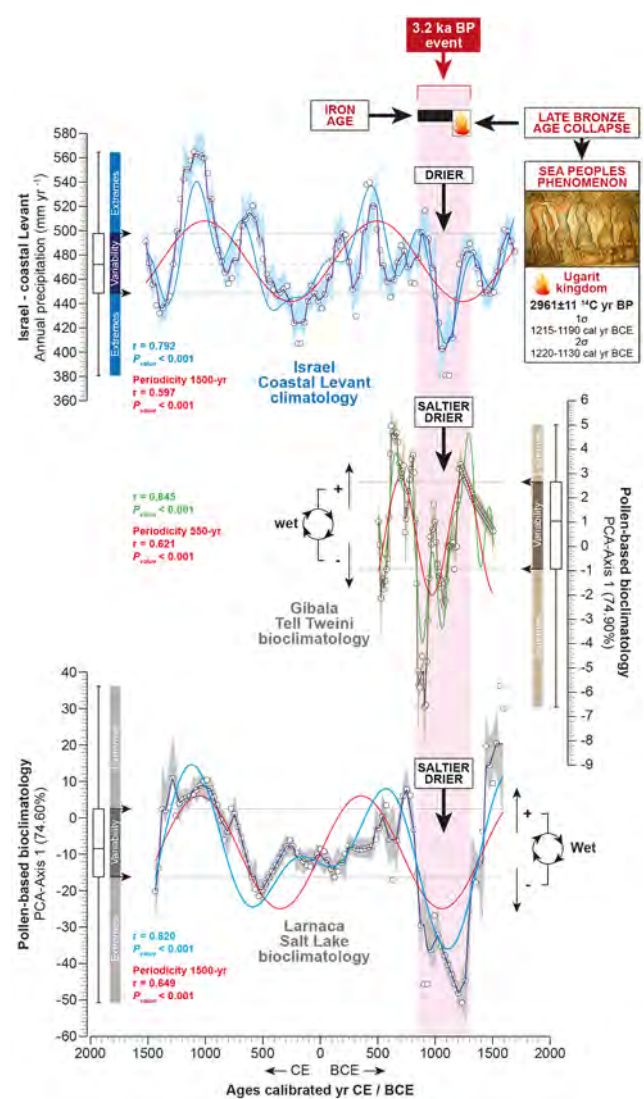 3.2 ka BP
event
IRON
AGE
LATE BRONZE
AGE COLLAPSE
SEA PEOPLES
PHENOMENON
Ugarit
kingdom
2961±11 ¹⁴C yr BP
1σ
1215-1190 cal yr BCE
2σ
1220-1130 cal yr BCE
DRIER
Israel - coastal Levant
Annual precipitation (mm yr⁻¹)
580
560
540
520
500
480
460
440
420
400
380
360
Extremes
Variability
Extremes
r = 0.792
P value < 0.001
Periodicity 1500-yr
r = 0.597
P value < 0.001
Israel
Coastal Levant
climatology
SALTIER
DRIER
r = 0.845
P value < 0.001
Periodicity 550-yr
r = 0.621
P value < 0.001
wet
+
-
Gibala
Tell Tweini
bioclimatology
Extremes
Variability
Extremes
6
5
4
3
2
1
0
-1
-2
-3
-4
-5
-6
-7
-8
-9
Pollen-based bioclimatology
PCA-Axis 1 (74.90%)
Pollen-based bioclimatology
PCA-Axis 1 (74.60%)
40
30
20
10
0
-10
-20
-30
-40
-50
-60
Extremes
Variability
Extremes
SALTIER
DRIER
+
-
Wet
r = 0.820
P value < 0.001
Periodicity 1500-yr
r = 0.649
P value < 0.001
Larnaca
Salt Lake
bioclimatology
2000 1500 1000 500 0 500 1000 1500 2000
← CE BCE →
Ages calibrated yr CE / BCE